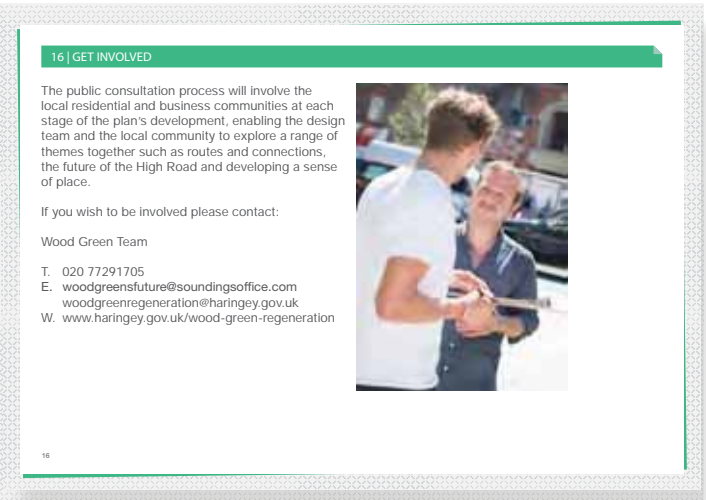 16 | GET INVOLVED
The public consultation process will involve the
local residential and business communities at each
stage of the plan's development, enabling the design
team and the local community to explore a range of
themes together such as routes and connections,
the future of the High Road and developing a sense
of place.
If you wish to be involved please contact:
Wood Green Team
T. 020 77291705
E. woodgreensfuture@soundingsoffice.com
woodgreenregeneration@haringey.gov.uk
W. www.haringey.gov.uk/wood-green-regeneration
16